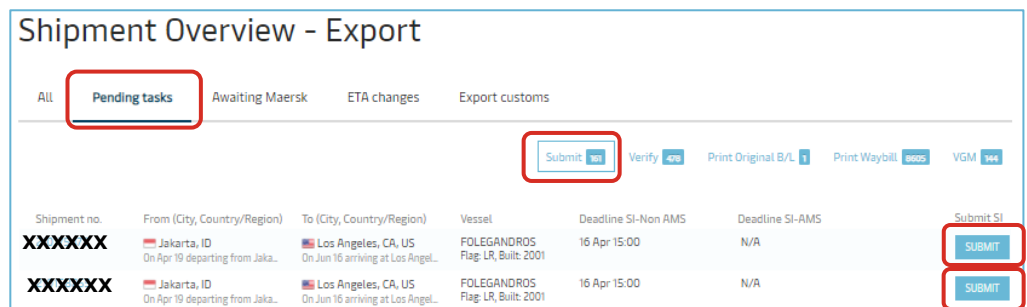 Shipment Overview - Export
All Pending tasks Awaiting Maersk ETA changes Export customs
Submit 161 Verify 478 Print Original B/L 1 Print Waybill 8605 VGM 144
Shipment no. From (City, Country/Region) To (City, Country/Region) Vessel Deadline SI-Non AMS Deadline SI-AMS Submit SI
XXXXXX Jakarta, ID Los Angeles, CA, US FOLEGANDROS 16 Apr 15:00 N/A SUBMIT
On Apr 19 departing from Jaka... On Jun 16 arriving at Los Angel... Flag: LR, Built: 2001
XXXXXX Jakarta, ID Los Angeles, CA, US FOLEGANDROS 16 Apr 15:00 N/A SUBMIT
On Apr 19 departing from Jaka... On Jun 16 arriving at Los Angel... Flag: LR, Built: 2001